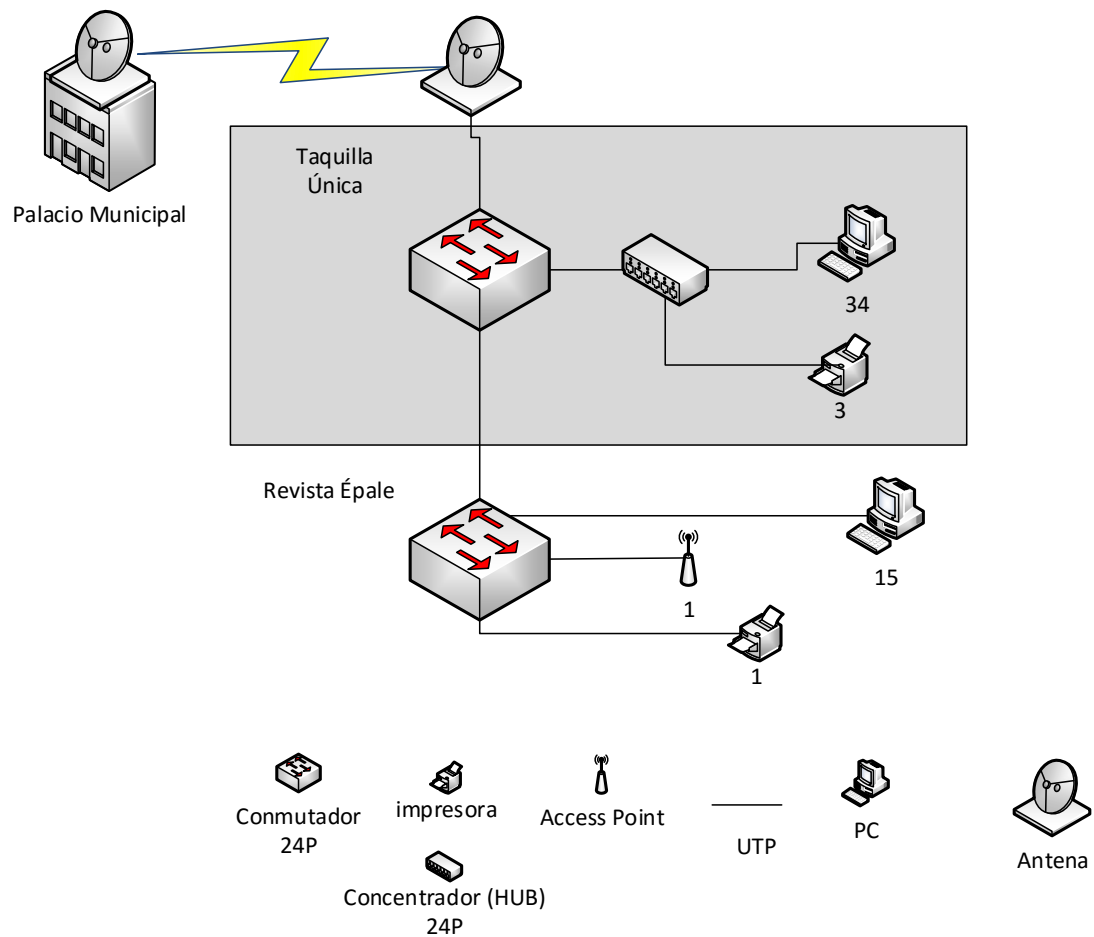 Palacio Municipal
Taquilla
Única
34
3
Revista Épale
15
1
1
Conmutador
24P
impresora
Access Point
UTP
PC
Antena
Concentrador (HUB)
24P